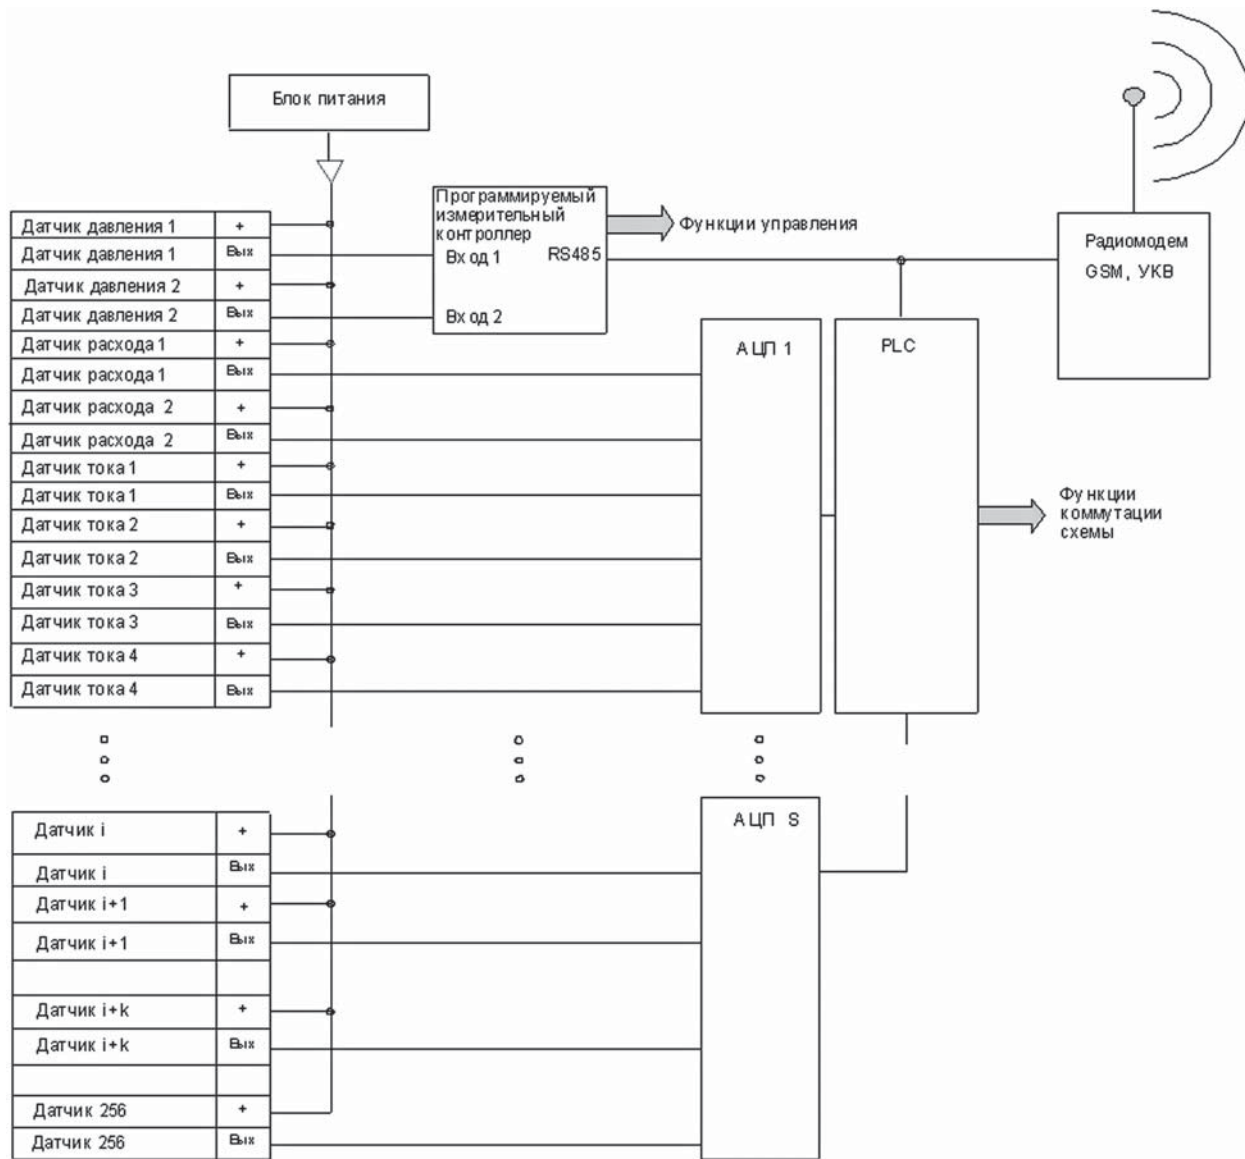 Блок питания
Программируемый
измерительный
контроллер
Вход 1 RS485
Вход 2
Функции управления
Радиомодем
GSM, УКВ
Датчик давления 1 +
Датчик давления 1 Вых
Датчик давления 2 +
Датчик давления 2 Вых
Датчик расхода 1 +
Датчик расхода 1 Вых
Датчик расхода 2 +
Датчик расхода 2 Вых
Датчик тока 1 +
Датчик тока 1 Вых
Датчик тока 2 +
Датчик тока 2 Вых
Датчик тока 3 +
Датчик тока 3 Вых
Датчик тока 4 +
Датчик тока 4 Вых
АЦП 1
PLC
Функции
коммутации
схемы
Датчик i +
Датчик i Вых
Датчик i+1 +
Датчик i+1 Вых
Датчик i+k +
Датчик i+k Вых
Датчик 256 +
Датчик 256 Вых
АЦП S